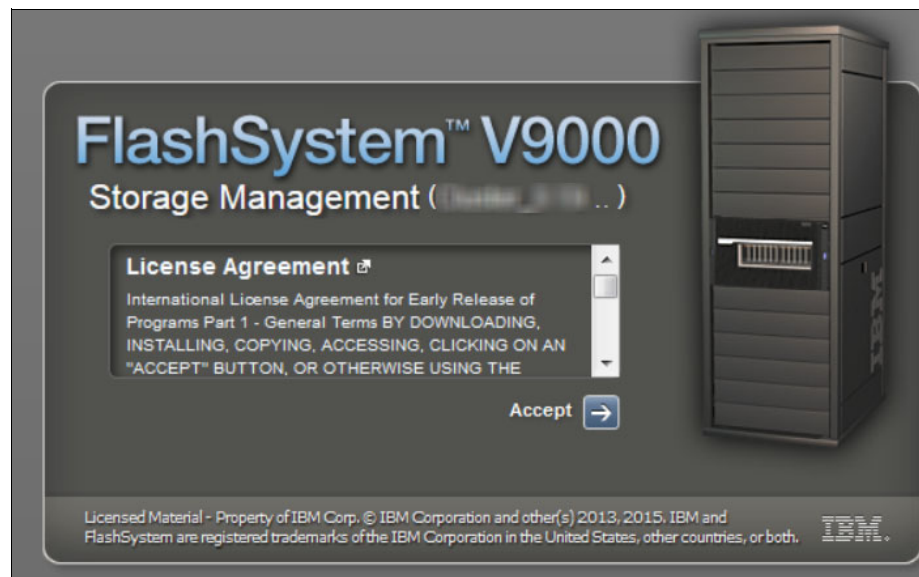 FlashSystem™ V9000
Storage Management ( .. )
License Agreement
International License Agreement for Early Release of
Programs Part 1 - General Terms BY DOWNLOADING,
INSTALLING, COPYING, ACCESSING, CLICKING ON AN
"ACCEPT" BUTTON, OR OTHERWISE USING THE
Accept
IBM
Licensed Material - Property of IBM Corp. © IBM Corporation and other(s) 2013, 2015. IBM and
FlashSystem are registered trademarks of the IBM Corporation in the United States, other countries, or both.
IBM.